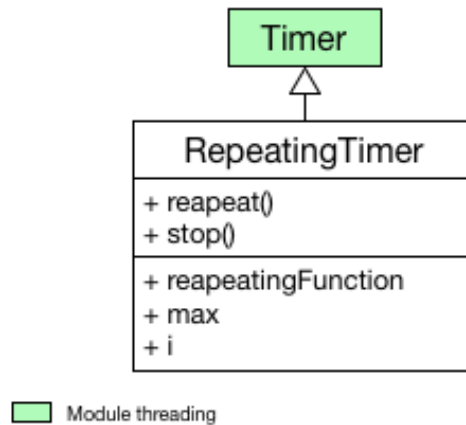 Timer
RepeatingTimer
+ reapeat()
+ stop()
+ reapeatingFunction
+ max
+ i
Module threading